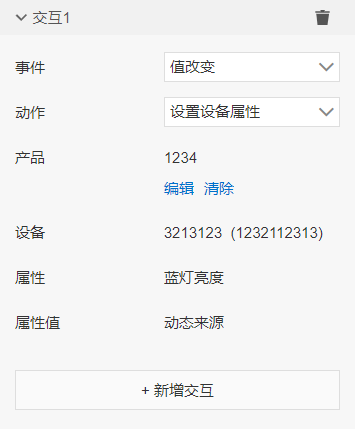 交互1
事件 值改变
动作 设置设备属性
产品 1234
编辑 清除
设备 3213123 (1232112313)
属性 蓝灯亮度
属性值 动态来源
+ 新增交互